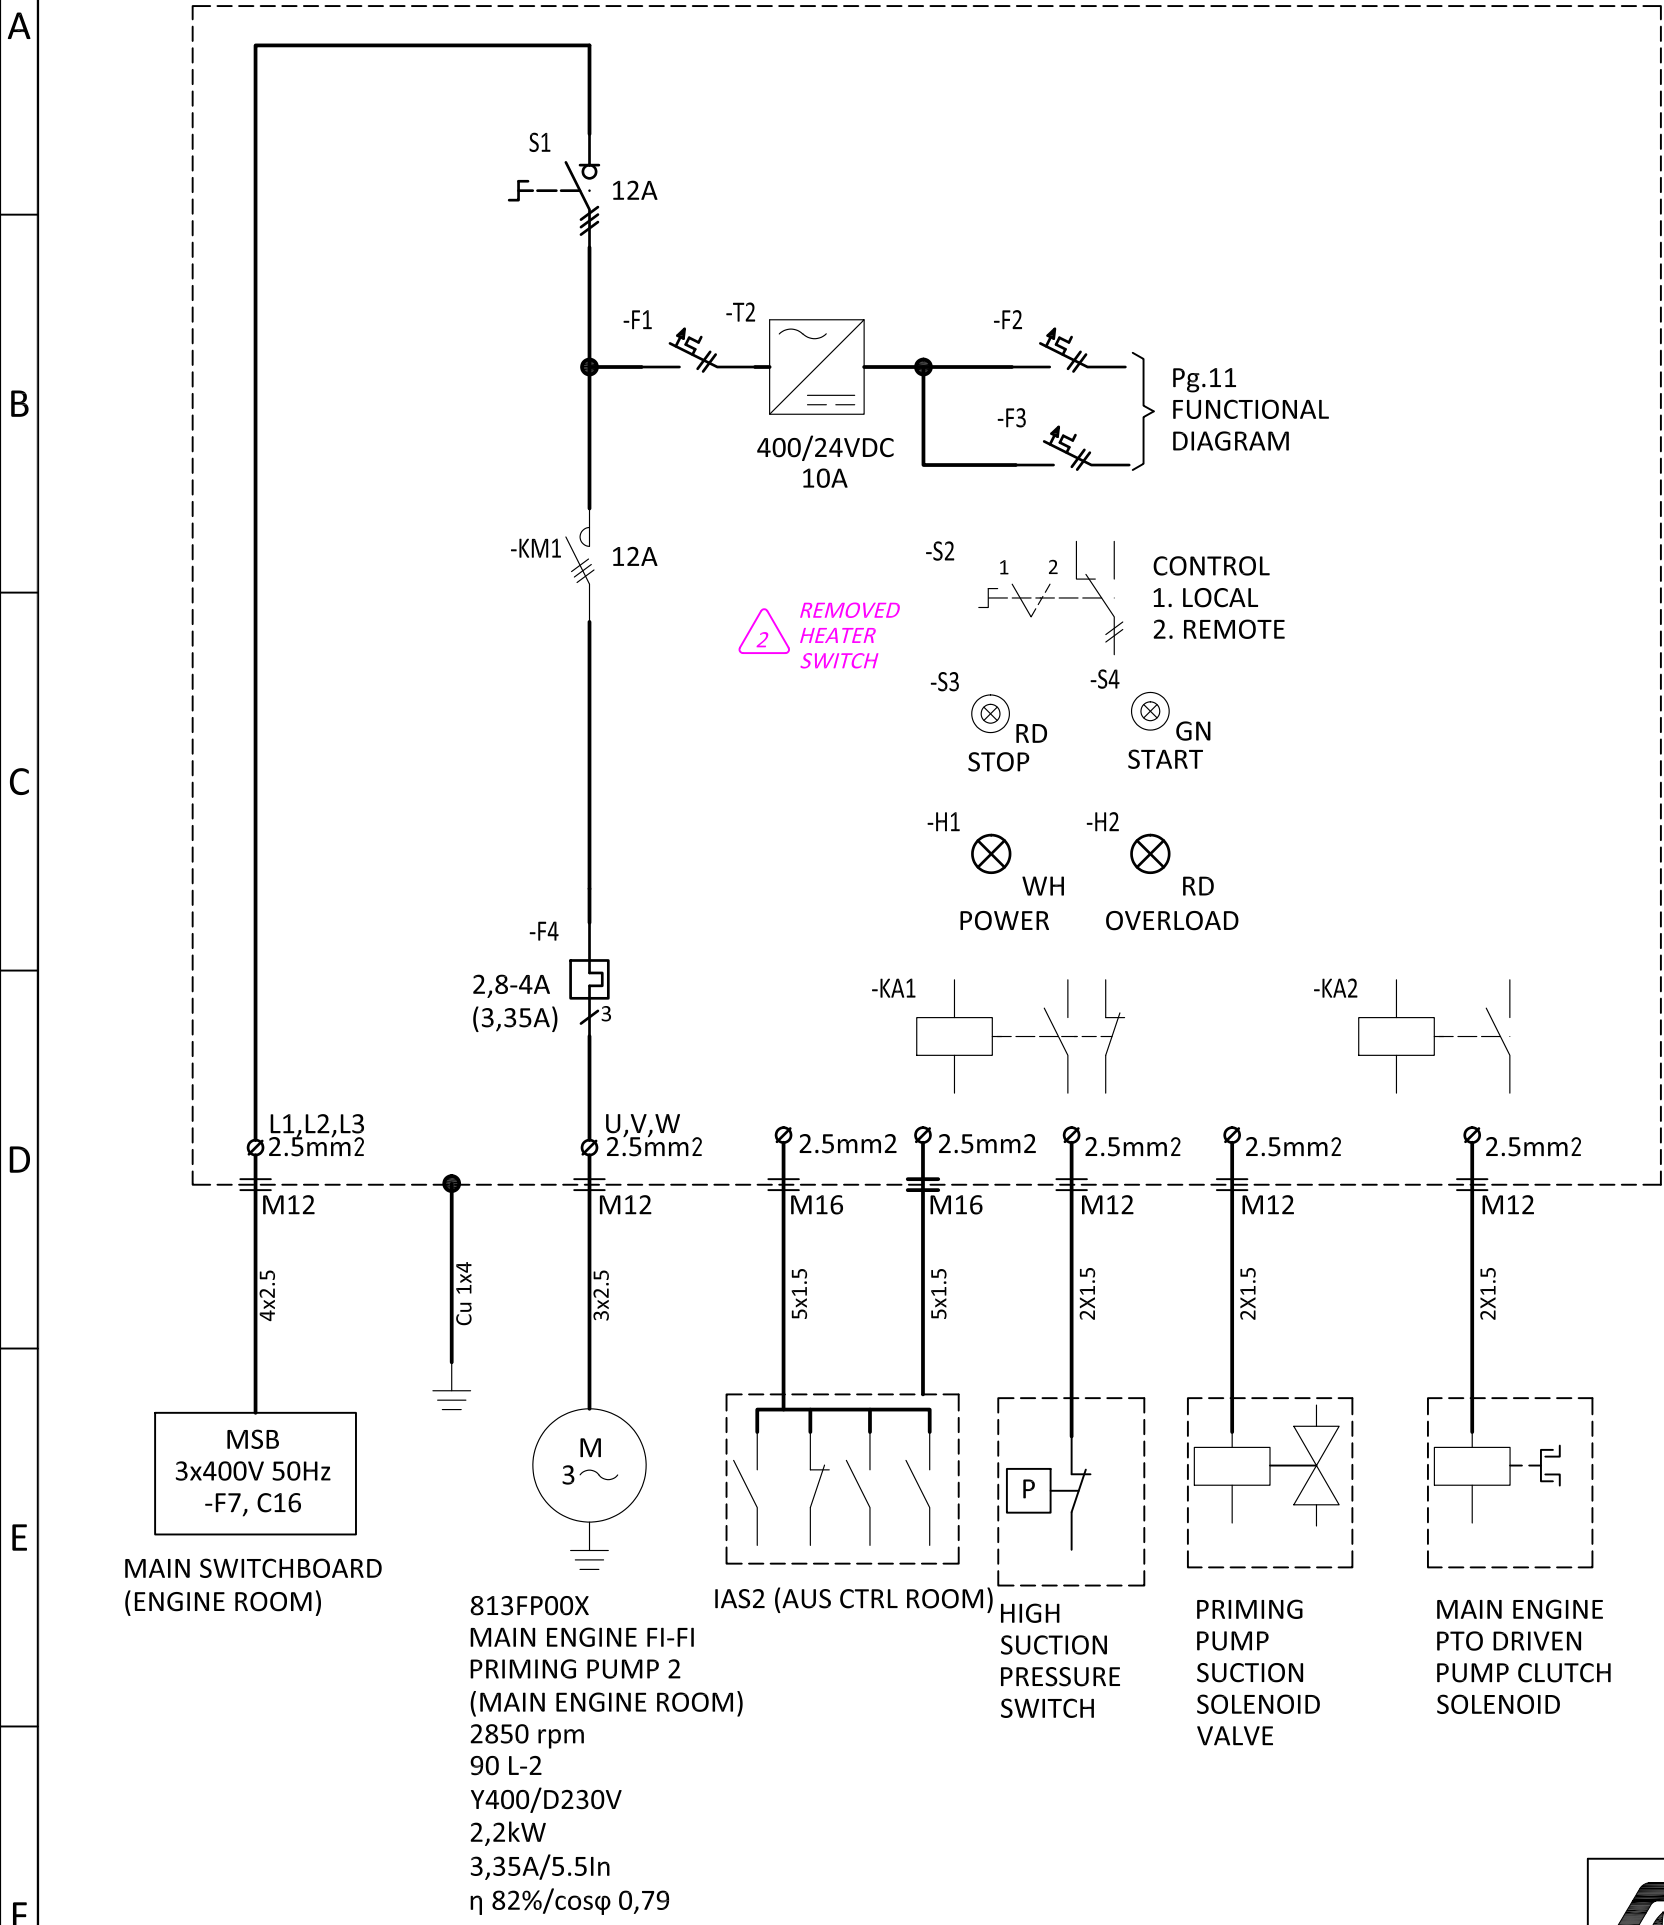 A
B
C
D
E
F
S1
12A
-F1
-T2
400/24VDC
10A
-F2
-F3
Pg.11
FUNCTIONAL
DIAGRAM
-KM1
12A
2
REMOVED
HEATER
SWITCH
-S2
1
2
CONTROL
1. LOCAL
2. REMOTE
-S3
RD
STOP
-S4
GN
START
-H1
WH
POWER
-H2
RD
OVERLOAD
-F4
2,8-4A
(3,35A)
3
-KA1
-KA2
L1,L2,L3
2.5mm2
U,V,W
2.5mm2
2.5mm2
2.5mm2
2.5mm2
2.5mm2
2.5mm2
M12
M12
M16
M16
M12
M12
M12
4x2.5
Cu 1x4
3x2.5
5x1.5
5x1.5
2X1.5
2X1.5
2X1.5
MSB
3x400V 50Hz
-F7, C16
MAIN SWITCHBOARD
(ENGINE ROOM)
M
3
813FP00X
MAIN ENGINE FI-FI
PRIMING PUMP 2
(MAIN ENGINE ROOM)
2850 rpm
90 L-2
Y400/D230V
2,2kW
3,35A/5.5In
η 82%/cosφ 0,79
IAS2 (AUS CTRL ROOM)
P
HIGH
SUCTION
PRESSURE
SWITCH
PRIMING
PUMP
SUCTION
SOLENOID
VALVE
MAIN ENGINE
PTO DRIVEN
PUMP CLUTCH
SOLENOID